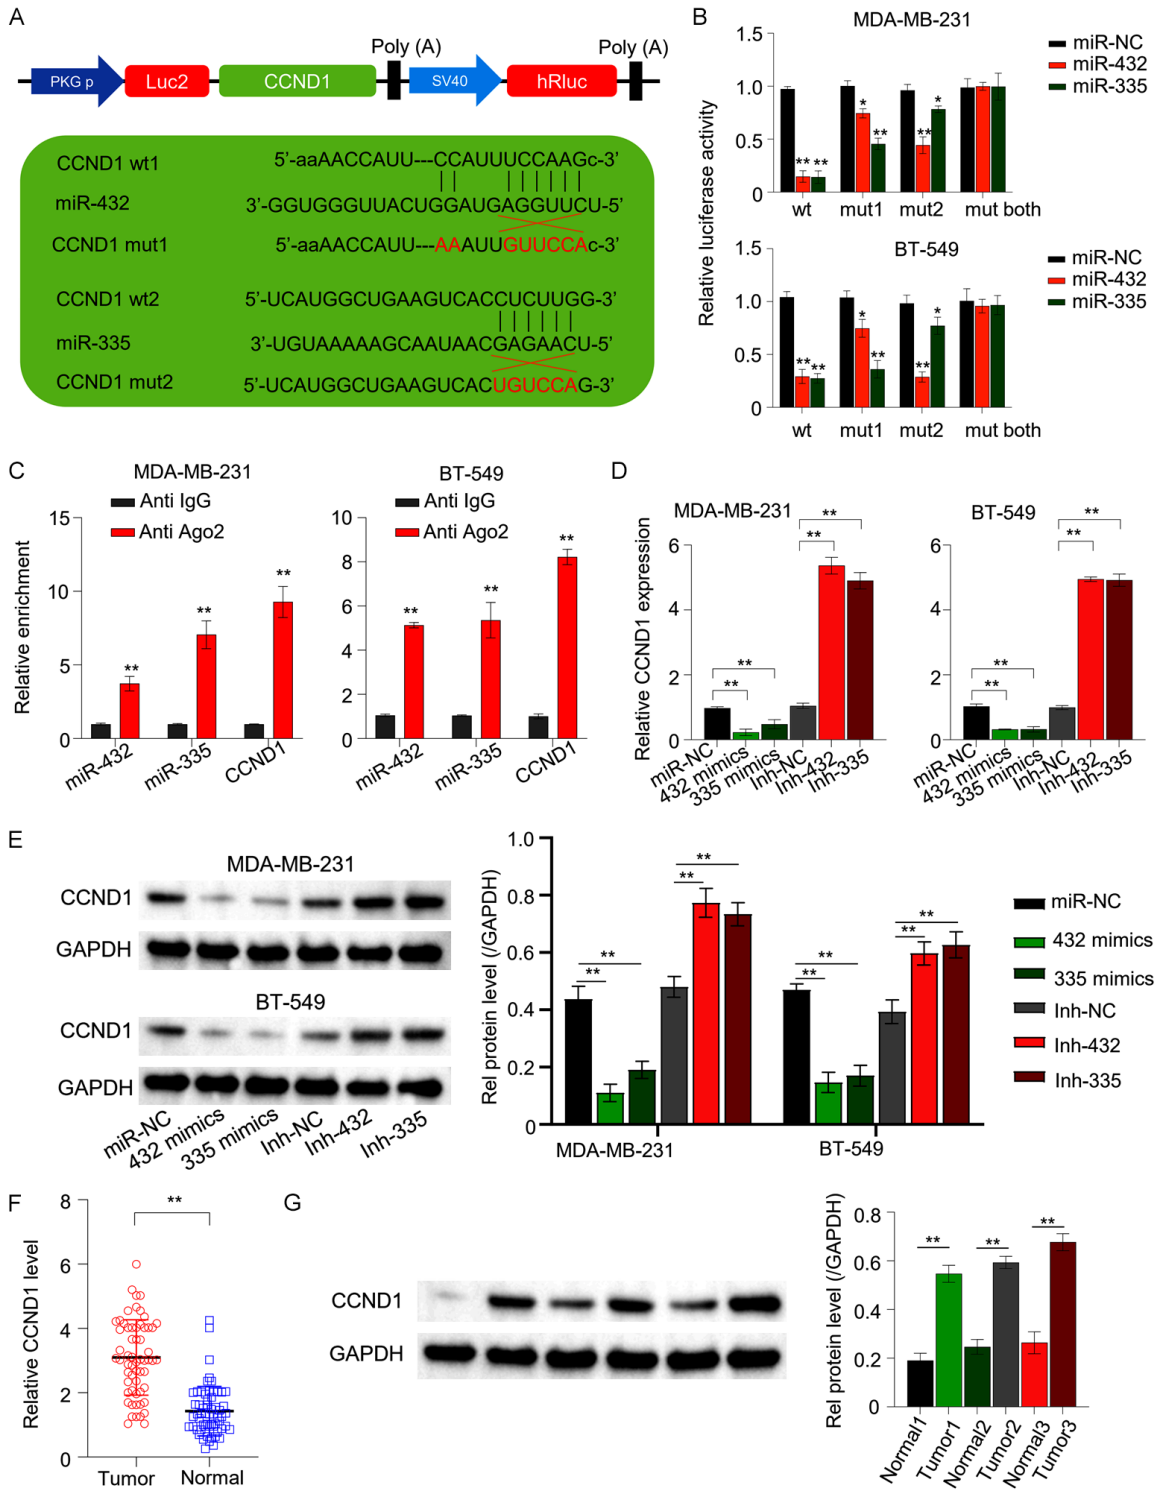 A
Poly (A)
Poly (A)
PKG p
Luc2
CCND1
SV40
hRluc
CCND1 wt1
5’-aaAACCAUU---CCAUUUCCAAGc-3’
miR-432
3’-GGUGGGUUACUGGAUGAGGUUCU-5’
CCND1 mut1
5’-aaAACCAUU---AAAUUGUUCCAc-3’
CCND1 wt2
5’-UCAUGGCUGAAGUCACCUCUUGG-3’
miR-335
3’-UGUAAAAAGCAAUAACGAGAACU-5’
CCND1 mut2
5’-UCAUGGCUGAAGUCACUGUCCAG-3’
B
MDA-MB-231
Relative luciferase activity
1.5
1.0
0.5
0
** ** * ** ** *
wt mut1 mut2 mut both
miR-NC
miR-432
miR-335
BT-549
1.5
1.0
0.5
0
** ** * ** ** *
wt mut1 mut2 mut both
miR-NC
miR-432
miR-335
C
MDA-MB-231
Anti IgG
Anti Ago2
Relative enrichment
15
10
5
0
** ** **
miR-432 miR-335 CCND1
BT-549
Anti IgG
Anti Ago2
10
8
6
4
2
0
** ** **
miR-432 miR-335 CCND1
D
MDA-MB-231
Relative CCND1 expression
6
4
2
0
** ** ** **
miR-NC 432 mimics 335 mimics Inh-NC Inh-432 Inh-335
BT-549
6
4
2
0
** ** ** **
miR-NC 432 mimics 335 mimics Inh-NC Inh-432 Inh-335
E
MDA-MB-231
CCND1
GAPDH
BT-549
CCND1
GAPDH
miR-NC 432 mimics 335 mimics Inh-NC Inh-432 Inh-335
Rel protein level (/GAPDH)
1.0
0.8
0.6
0.4
0.2
0
** ** ** ** ** ** ** **
MDA-MB-231 BT-549
miR-NC
432 mimics
335 mimics
Inh-NC
Inh-432
Inh-335
F
Relative CCND1 level
8
6
4
2
0
**
Tumor Normal
G
CCND1
GAPDH
Rel protein level (/GAPDH)
0.8
0.6
0.4
0.2
0
** ** **
Normal1 Tumor1 Normal2 Tumor2 Normal3 Tumor3